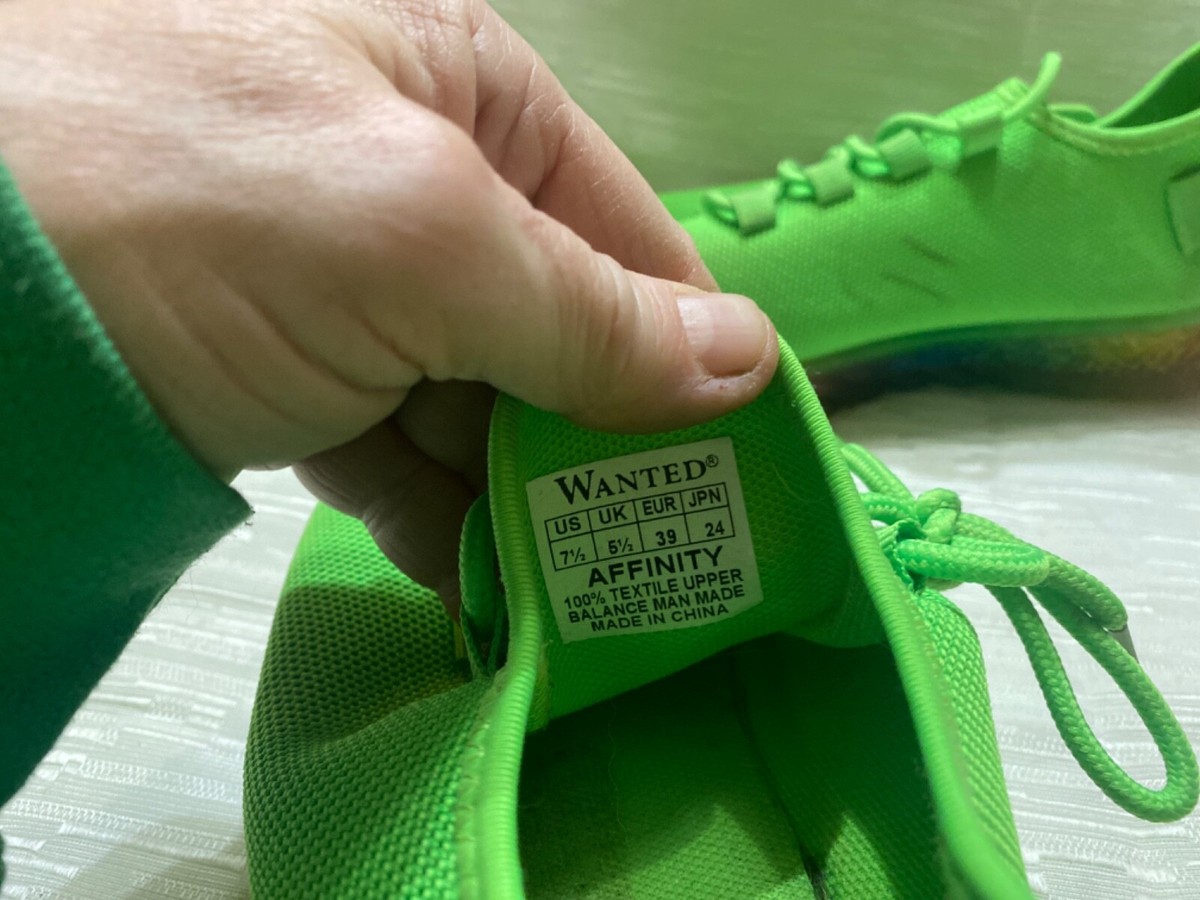 WANTED®
US UK EUR JPN
7½ 5½ 39 24
AFFINITY
100% TEXTILE UPPER
BALANCE MAN MADE
MADE IN CHINA